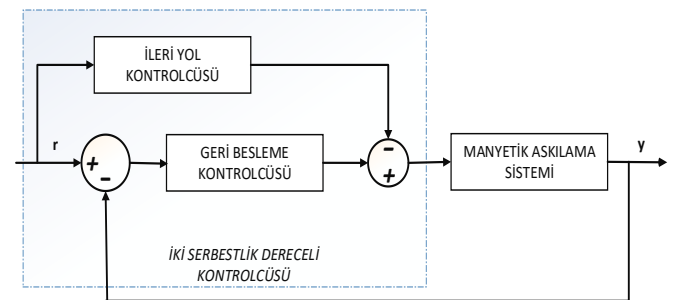 İLERİ YOL
KONTROLCÜSÜ
r
y
+
-
GERİ BESLEME
KONTROLCÜSÜ
-
+
MANYETİK ASKILAMA
SİSTEMİ
İKİ SERBESTLİK DERECELİ
KONTROLCÜSÜ